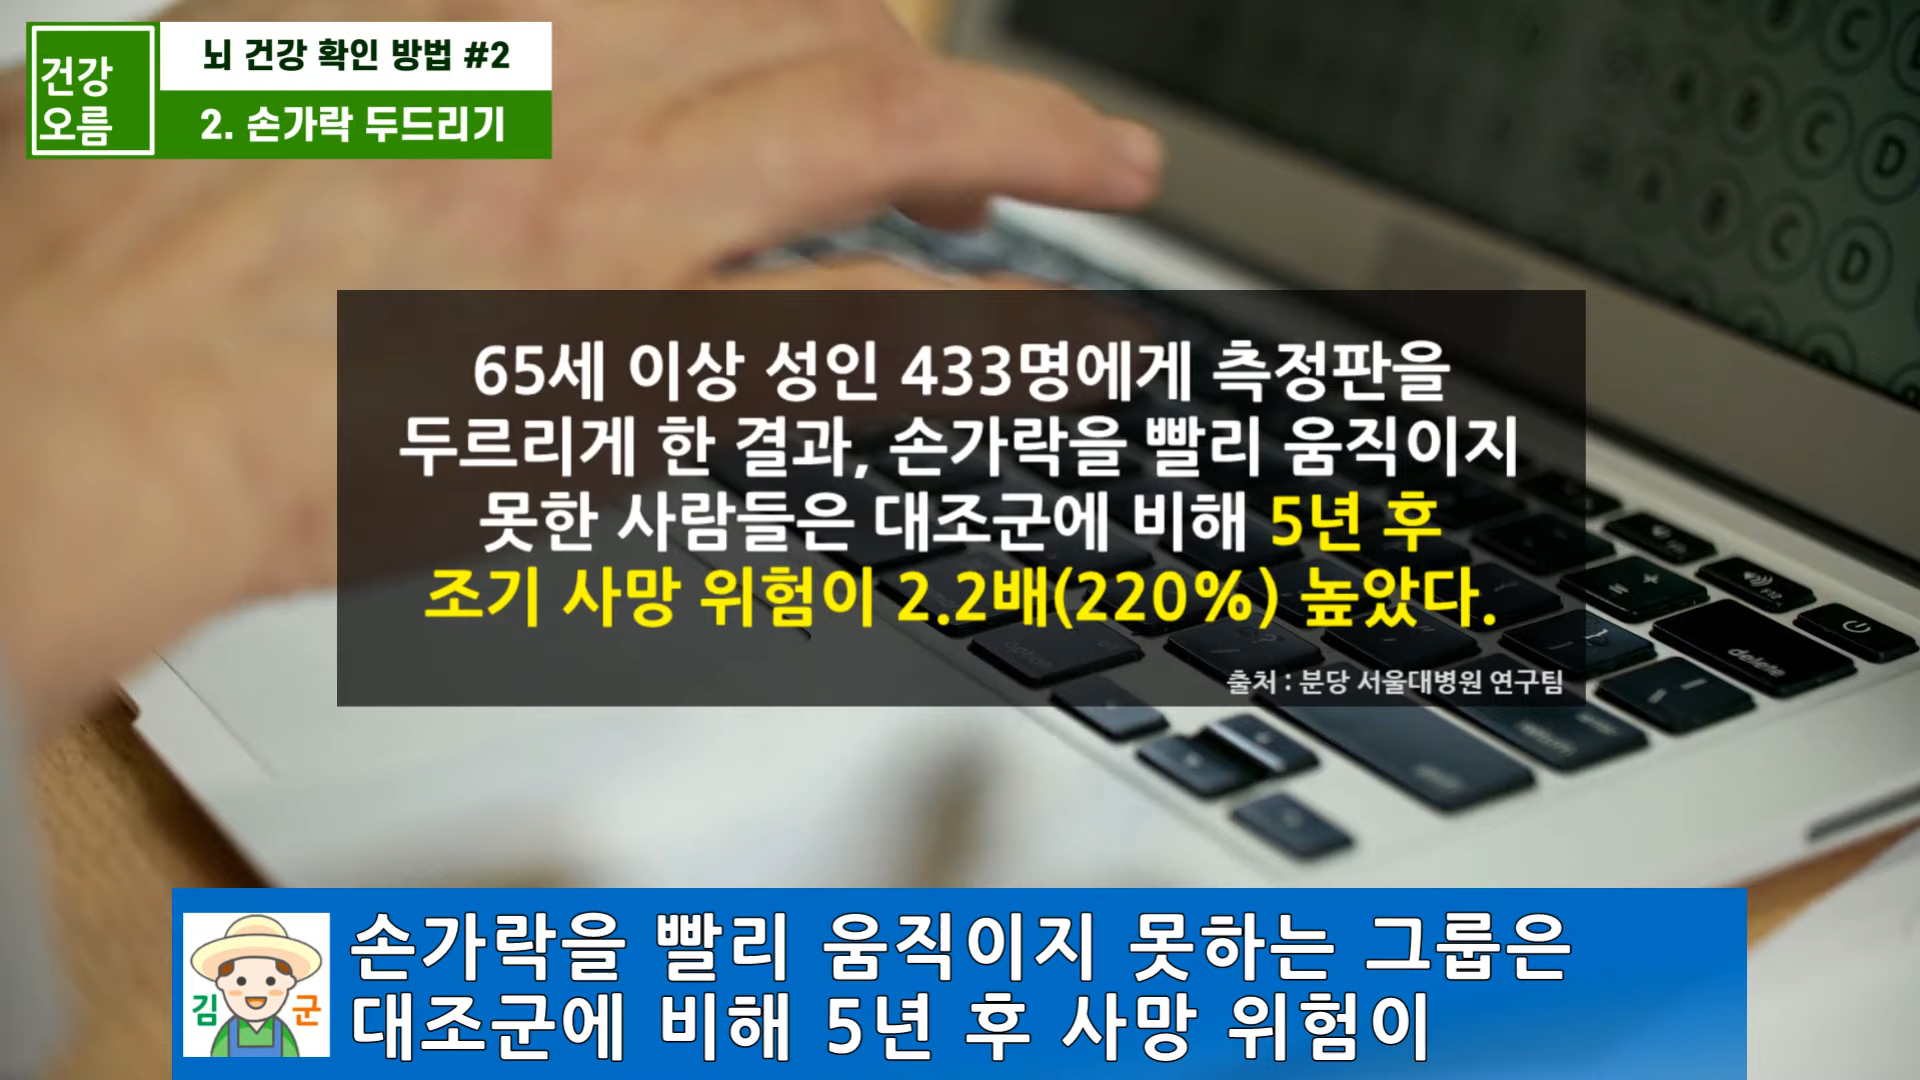 건강
오름
뇌 건강 확인 방법 #2
2. 손가락 두드리기
65세 이상 성인 433명에게 측정판을
두르리게 한 결과, 손가락을 빨리 움직이지
못한 사람들은 대조군에 비해 5년 후
조기 사망 위험이 2.2배(220%) 높았다.
출처 : 분당 서울대병원 연구팀
A B C D
A B C D
delete
김 군
손가락을 빨리 움직이지 못하는 그룹은
대조군에 비해 5년 후 사망 위험이